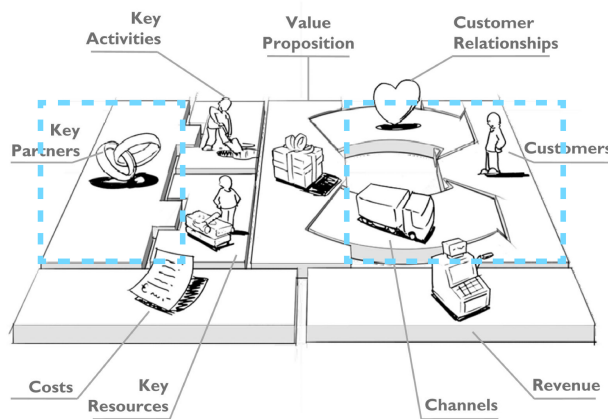 Key
Activities
Value
Proposition
Customer
Relationships
Key
Partners
Customers
Costs
Key
Resources
Channels
Revenue